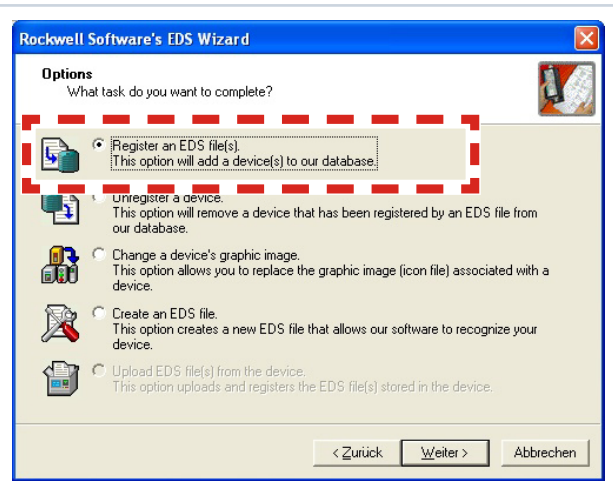 Rockwell Software's EDS Wizard
Options
What task do you want to complete?
Register an EDS file(s).
This option will add a device(s) to our database.
Unregister a device.
This option will remove a device that has been registered by an EDS file from
our database.
Change a device's graphic image.
This option allows you to replace the graphic image (icon file) associated with a
device.
Create an EDS file.
This option creates a new EDS file that allows our software to recognize your
device.
Upload EDS file(s) from the device.
This option uploads and registers the EDS file(s) stored in the device.
< Zurück Weiter > Abbrechen